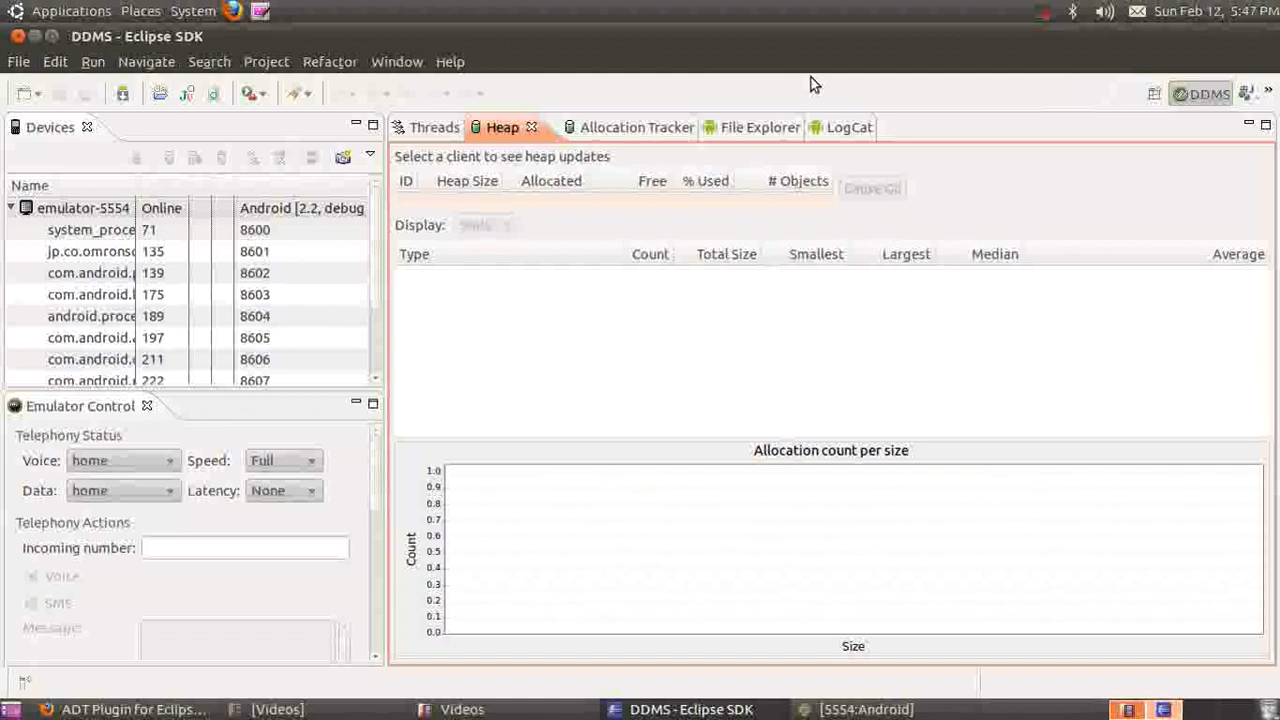 Applications Places System Sun Feb 12, 5:47 PM
DDMS - Eclipse SDK
File Edit Run Navigate Search Project Refactor Window Help
DDMS »
Devices
Name
emulator-5554 Online Android [2.2, debug
system_proce 71 8600
jp.co.omronsc 135 8601
com.android. 139 8602
com.android. 175 8603
android.proce 189 8604
com.android. 197 8605
com.android. 211 8606
com.android. 222 8607
Emulator Control
Telephony Status
Voice: home Speed: Full
Data: home Latency: None
Telephony Actions
Incoming number:
Voice
SMS
Message:
Threads Heap Allocation Tracker File Explorer LogCat
Select a client to see heap updates
ID Heap Size Allocated Free % Used # Objects Cause GC
Display: Stats
Type Count Total Size Smallest Largest Median Average
Allocation count per size
Count
1.0
0.9
0.8
0.7
0.6
0.5
0.4
0.3
0.2
0.1
0.0
Size
ADT Plugin for Eclips... [Videos] Videos DDMS - Eclipse SDK [5554:Android]